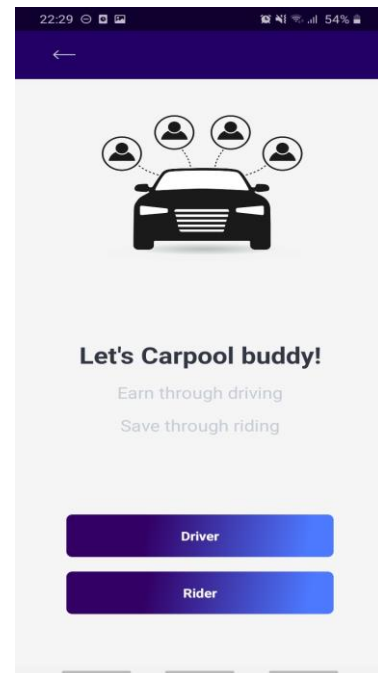 22:29 54%
Let's Carpool buddy!
Earn through driving
Save through riding
Driver
Rider